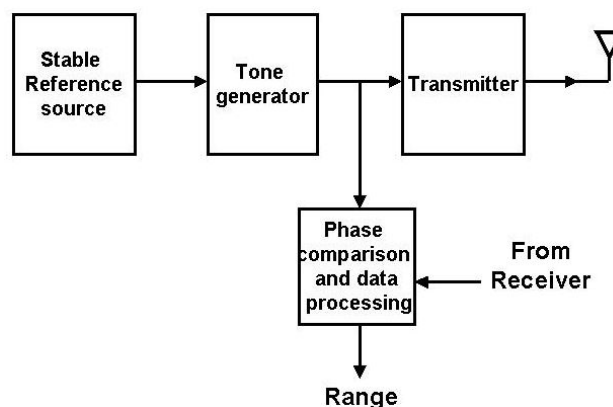 Stable
Reference
source
Tone
generator
Transmitter
Phase
comparison
and data
processing
From
Receiver
Range